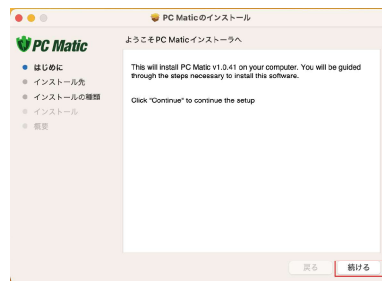 PC Maticのインストール
PC Matic
ようこそPC Maticインストーラへ
はじめに
インストール先
インストールの種類
インストール
概要
This will install PC Matic v1.0.41 on your computer. You will be guided
through the steps necessary to install this software.
Click "Continue" to continue the setup
戻る
続ける